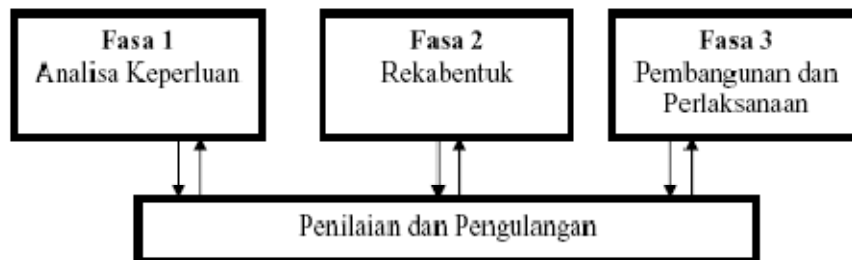 Fasa 1
Analisa Keperluan
Fasa 2
Rekabentuk
Fasa 3
Pembangunan dan
Perlaksanaan
Penilaian dan Pengulangan